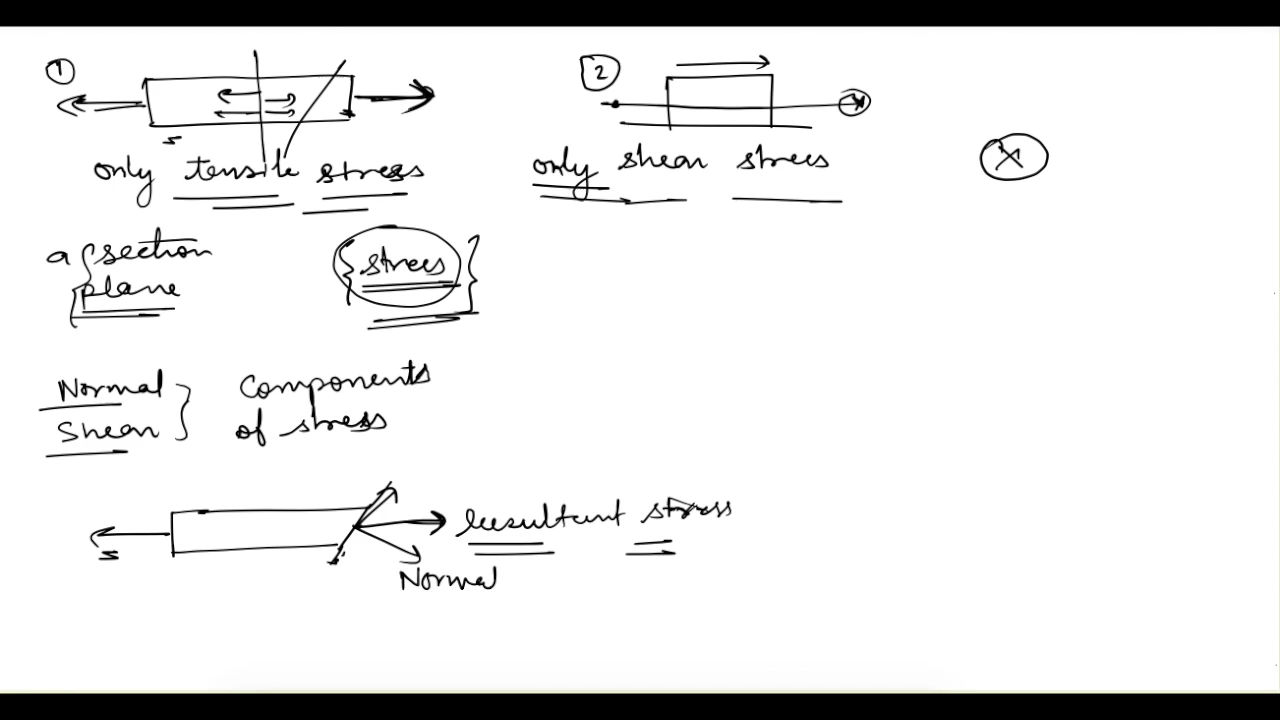 ①
②
only tensile stress
only shear stress
a section
plane
stress
Normal
Shear
Components
of stress
resultant stress
Normal